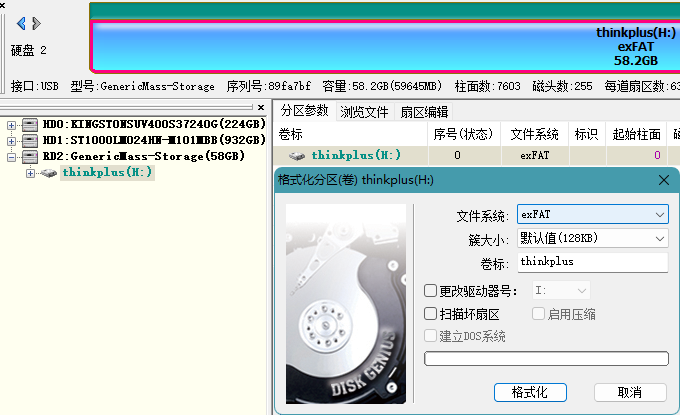 thinkplus(H:)
exFAT
58.2GB
硬盘 2
接口:USB 型号:GenericMass-Storage 序列号:89fa7bf 容量:58.2GB(59645MB) 柱面数:7603 磁头数:255 每道扇区数:63
分区参数 浏览文件 扇区编辑
HD0:KINGSTONSUV400S37240G(224GB)
HD1:ST1000LM024HN-M101MBB(932GB)
RD2:GenericMass-Storage(58GB)
thinkplus(H:)
卷标 序号(状态) 文件系统 标识 起始柱面
thinkplus(H:) 0 exFAT 0
格式化分区(卷) thinkplus(H:)
文件系统: exFAT
簇大小: 默认值(128KB)
卷标: thinkplus
更改驱动器号: I:
扫描坏扇区 启用压缩
建立DOS系统
DISK GENIUS
格式化 取消